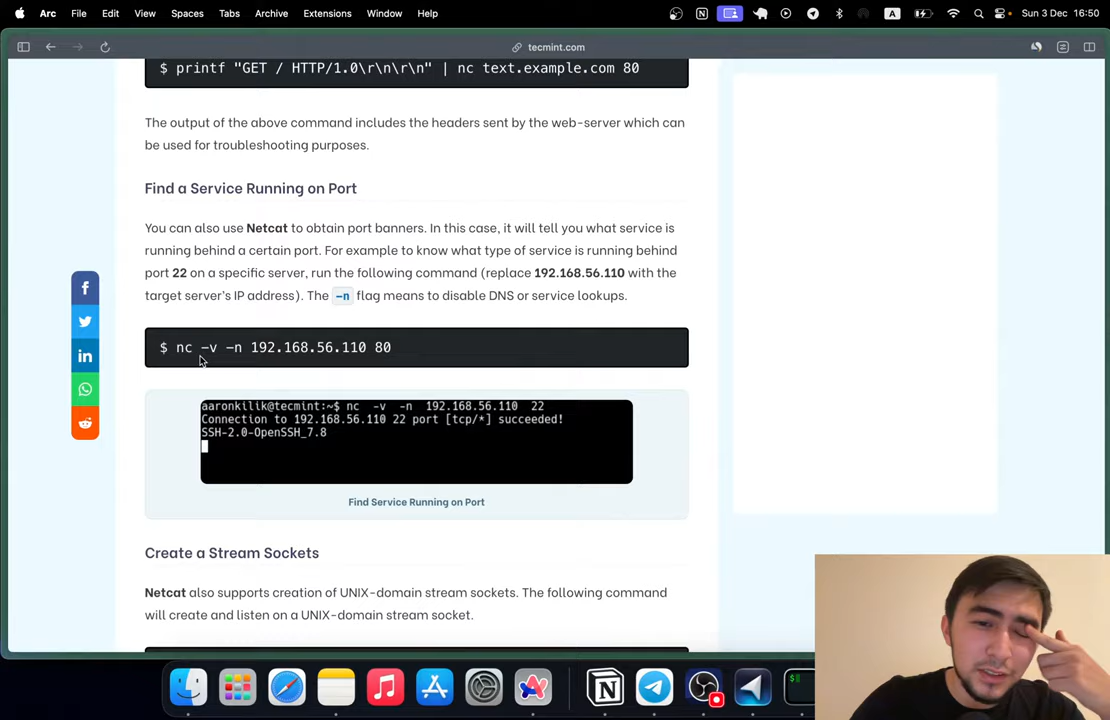 Arc File Edit View Spaces Tabs Archive Extensions Window Help A Sun 3 Dec 16:50
tecmint.com
$ printf "GET / HTTP/1.0\r\n\r\n" | nc text.example.com 80
The output of the above command includes the headers sent by the web-server which can
be used for troubleshooting purposes.
Find a Service Running on Port
You can also use Netcat to obtain port banners. In this case, it will tell you what service is
running behind a certain port. For example to know what type of service is running behind
port 22 on a specific server, run the following command (replace 192.168.56.110 with the
target server's IP address). The -n flag means to disable DNS or service lookups.
$ nc -v -n 192.168.56.110 80
aaronkilik@tecmint:~$ nc -v -n 192.168.56.110 22
Connection to 192.168.56.110 22 port [tcp/*] succeeded!
SSH-2.0-OpenSSH_7.8
Find Service Running on Port
Create a Stream Sockets
Netcat also supports creation of UNIX-domain stream sockets. The following command
will create and listen on a UNIX-domain stream socket.